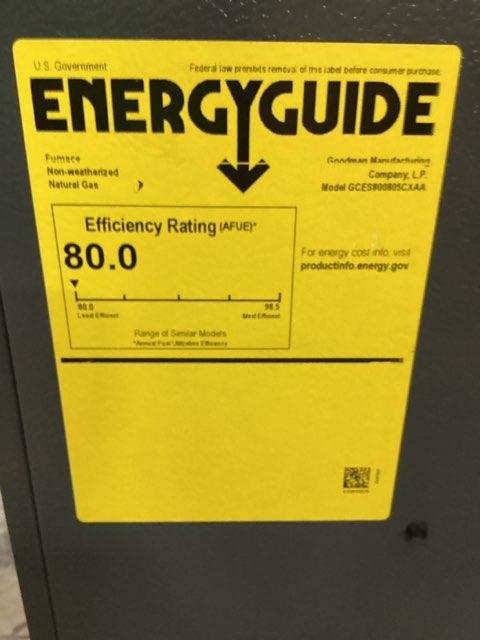 U.S. Government
Federal law prohibits removal of this label before consumer purchase.
ENERGYGUIDE
Furnace
Non-weatherized
Natural Gas
Goodman Manufacturing
Company, L.P.
Model GCES800805CXAA
Efficiency Rating (AFUE)*
80.0
For energy cost info, visit
productinfo.energy.gov
80.0
98.5
Least Efficient
Most Efficient
Range of Similar Models
*Annual Fuel Utilization Efficiency